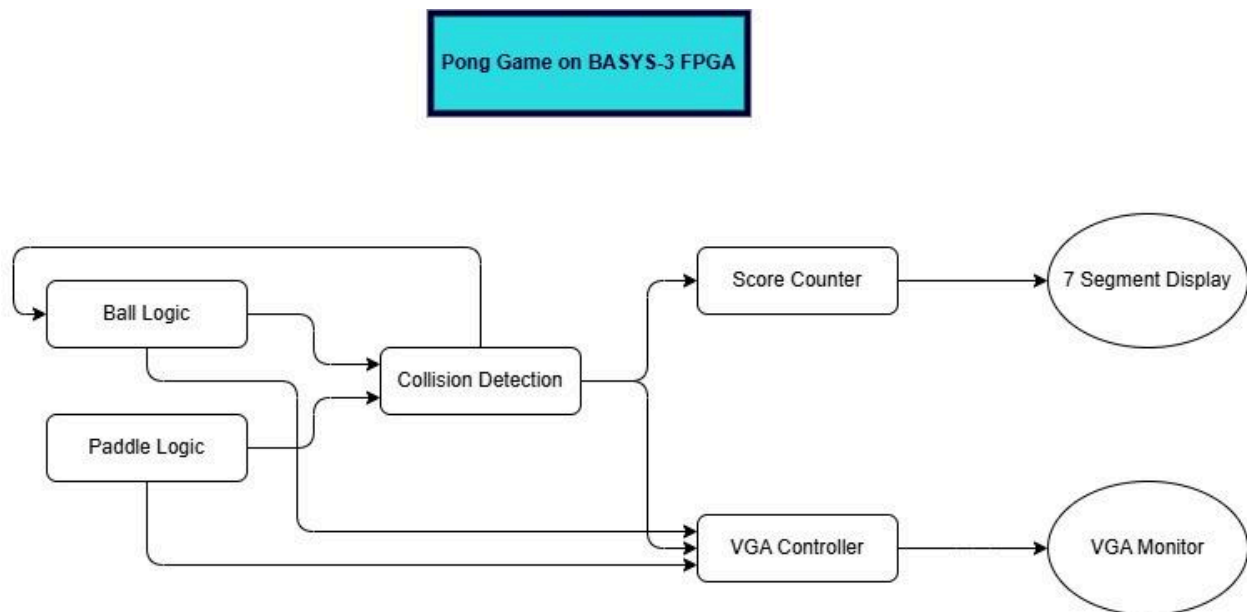 Pong Game on BASYS-3 FPGA
Score Counter
7 Segment Display
Ball Logic
Collision Detection
Paddle Logic
VGA Controller
VGA Monitor